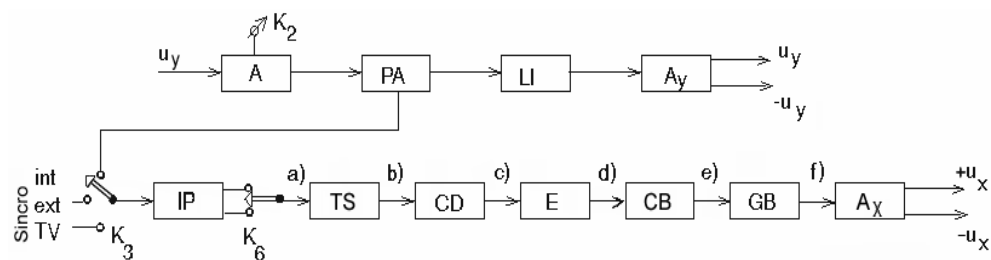 K2
uy
A
PA
LI
Ay
uy
-uy
Sincro
int
ext
TV
K3
IP
K6
a)
TS
b)
CD
c)
E
d)
CB
e)
GB
f)
Ax
+ux
-ux